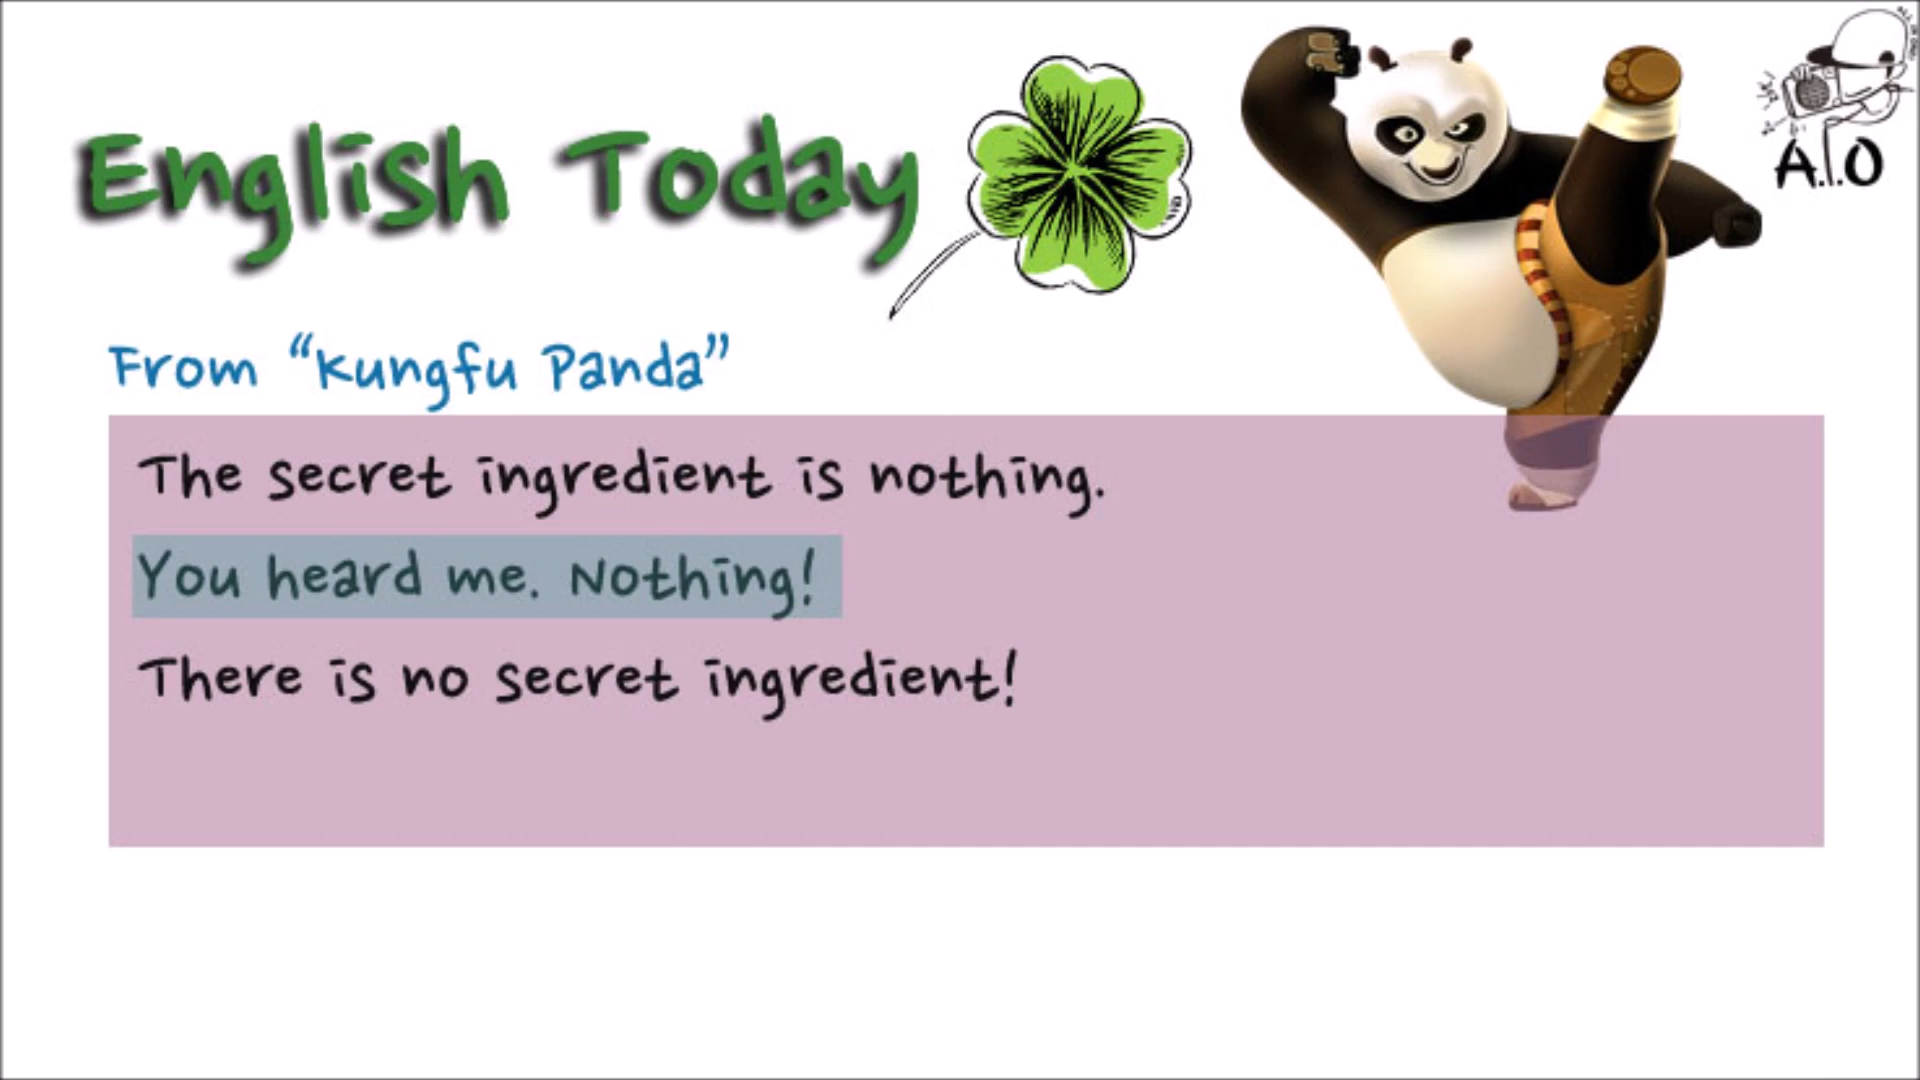 English Today
A.I.O
From “Kungfu Panda”
The secret ingredient is nothing.
You heard me. Nothing!
There is no secret ingredient!